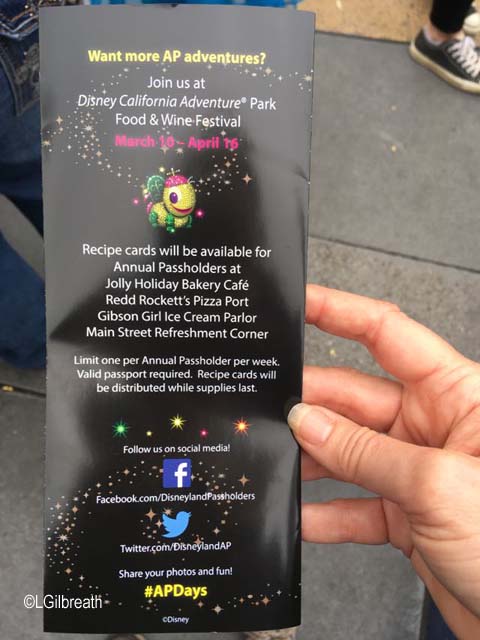 Want more AP adventures?
Join us at
Disney California Adventure® Park
Food & Wine Festival
March 10 – April 16
Recipe cards will be available for
Annual Passholders at
Jolly Holiday Bakery Café
Redd Rockett's Pizza Port
Gibson Girl Ice Cream Parlor
Main Street Refreshment Corner
Limit one per Annual Passholder per week.
Valid passport required. Recipe cards will
be distributed while supplies last.
Follow us on social media!
f
Facebook.com/DisneylandPassholders
Twitter.com/DisneylandAP
Share your photos and fun!
#APDays
©Disney
©LGilbreath